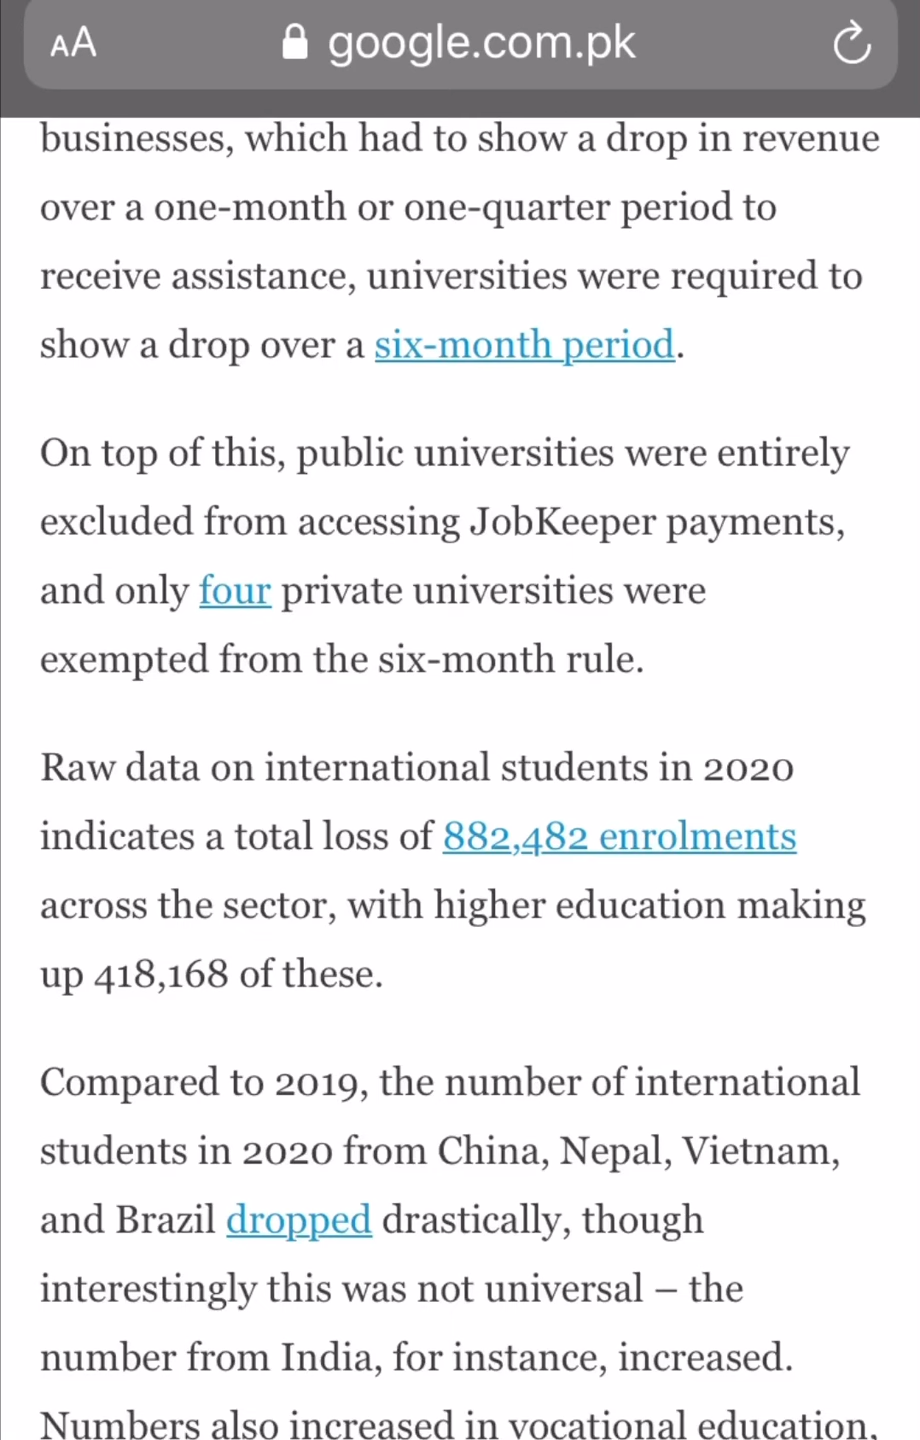 AA google.com.pk
businesses, which had to show a drop in revenue
over a one-month or one-quarter period to
receive assistance, universities were required to
show a drop over a six-month period.
On top of this, public universities were entirely
excluded from accessing JobKeeper payments,
and only four private universities were
exempted from the six-month rule.
Raw data on international students in 2020
indicates a total loss of 882,482 enrolments
across the sector, with higher education making
up 418,168 of these.
Compared to 2019, the number of international
students in 2020 from China, Nepal, Vietnam,
and Brazil dropped drastically, though
interestingly this was not universal – the
number from India, for instance, increased.
Numbers also increased in vocational education,